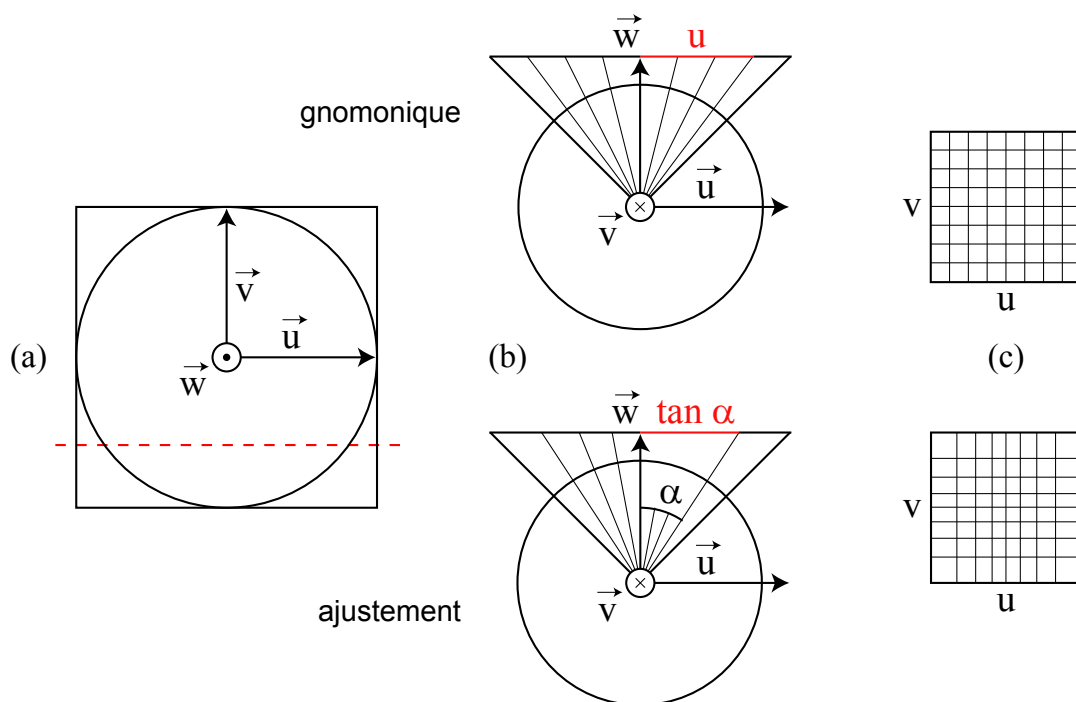 (a)
v
u
w
gnomonique
(b)
w
u
u
v
ajustement
w
tan α
α
u
v
(c)
v
u
v
u